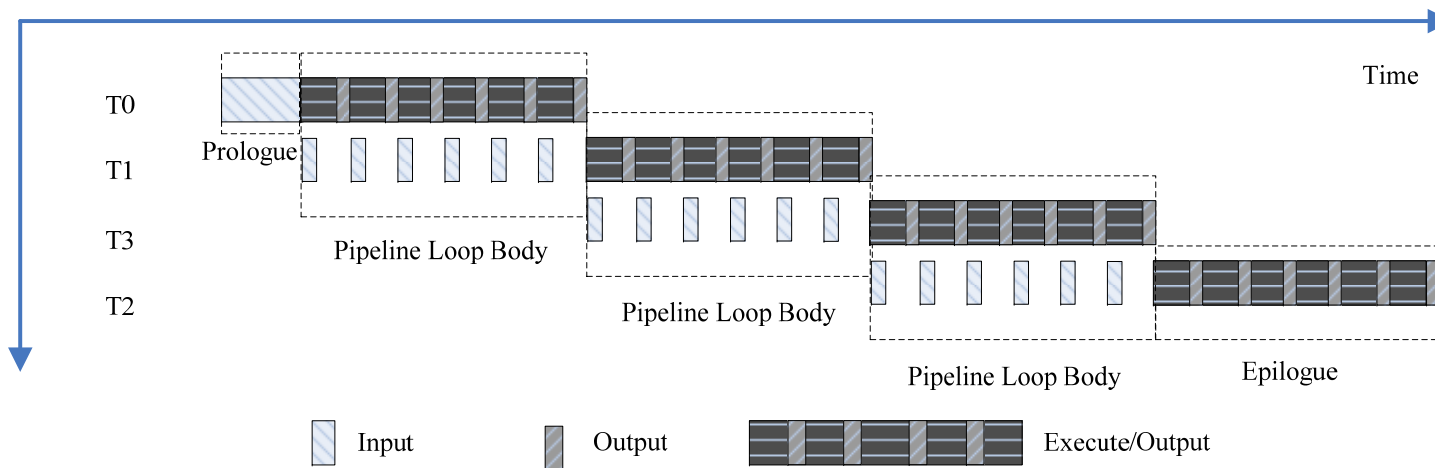 Time
T0
Prologue
T1
T3
Pipeline Loop Body
T2
Pipeline Loop Body
Pipeline Loop Body
Epilogue
Input
Output
Execute/Output